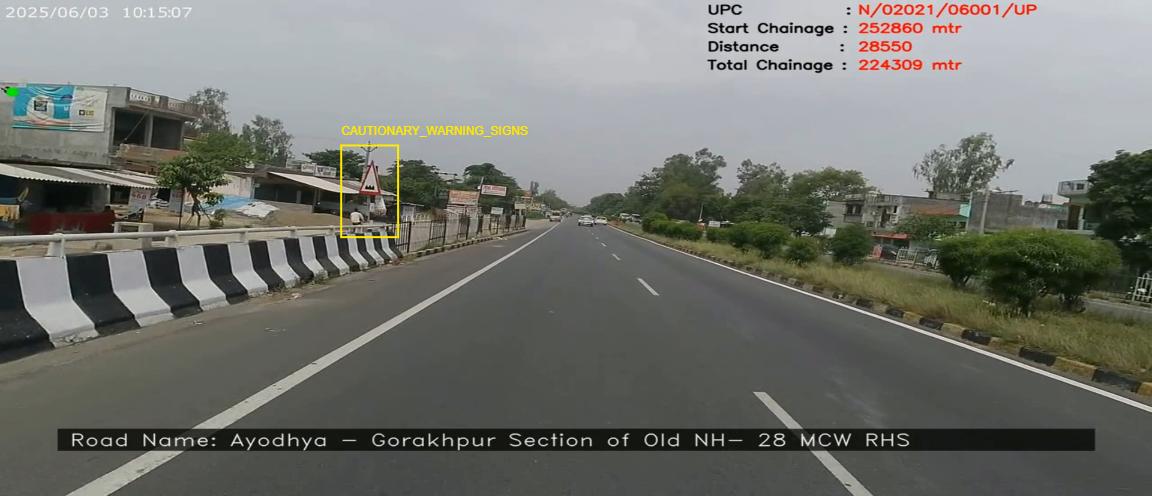 2025/06/03 10:15:07
UPC : N/02021/06001/UP
Start Chainage : 252860 mtr
Distance : 28550
Total Chainage : 224309 mtr
CAUTIONARY_WARNING_SIGNS
Road Name: Ayodhya - Gorakhpur Section of Old NH- 28 MCW RHS